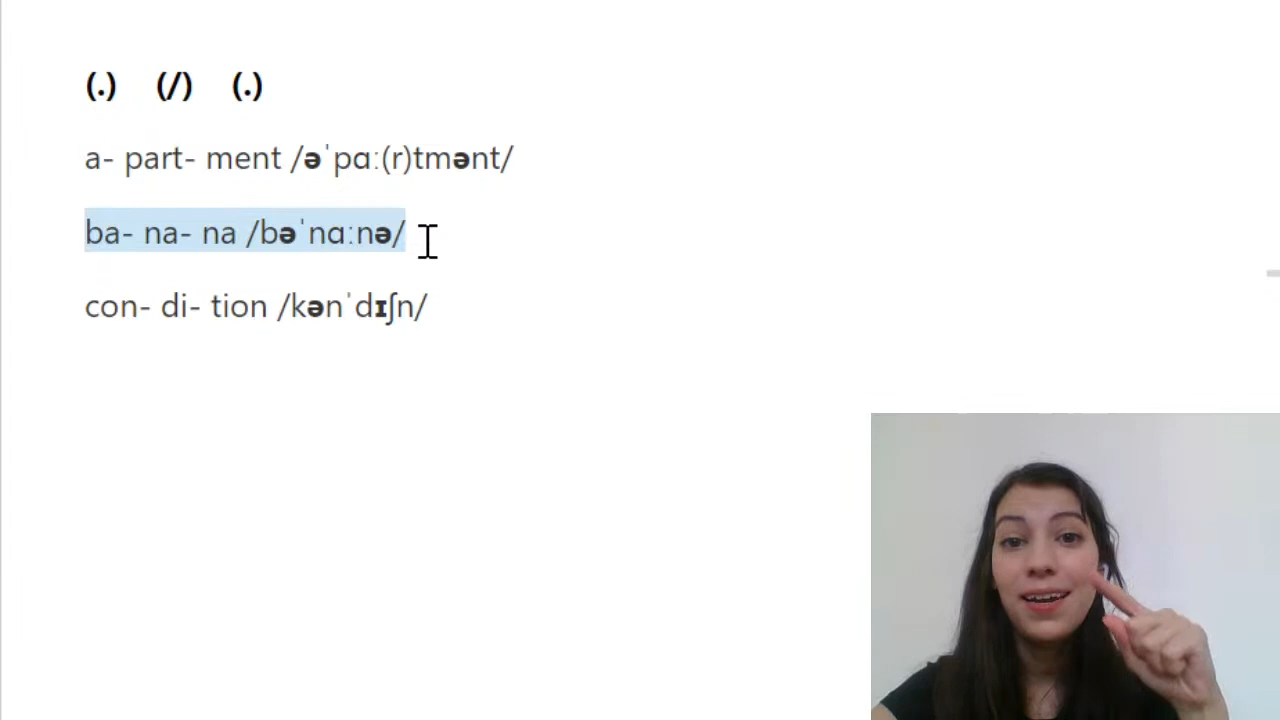 (.) (/) (.)
a- part- ment /əˈpɑː(r)tmənt/
ba- na- na /bəˈnɑːnə/
con- di- tion /kənˈdɪʃn/